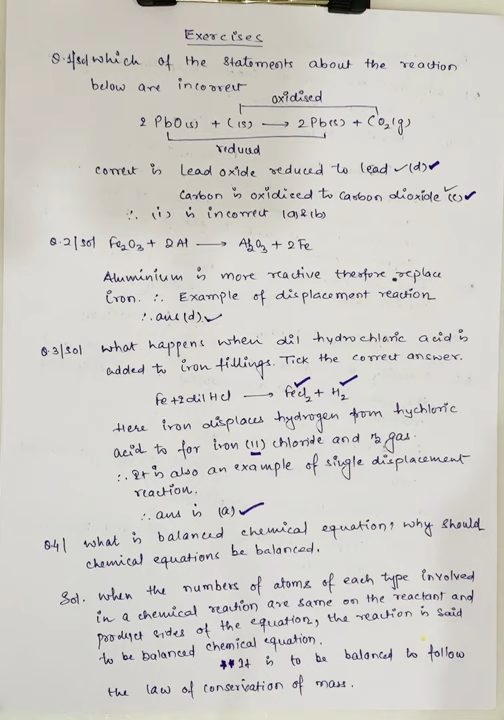 Exercises
Q.1/sol which of the statoments about the reaction
below are incorrect
oxidised
2 PbO(s) + C(s) → 2Pb(s) + CO2(g)
reduced
correct is Lead oxide reduced to lead ✓(d)✓
Carbon is oxidiced to Carbon dioxide ✓(c)✓
∴ (i) is incorrect (a)&(b)
Q.2/sol Fe2O3 + 2Al → Al2O3 + 2Fe
Aluminium is more reactive therfore replace
iron. ∴ Example of displacement reaction
∴ ans (d).✓
Q.3/sol what happens when dil hydrochloric acid is
added to iron fillings. Tick the correct answer.
Fe + 2dil HCl → FeCl2 + H2
Here iron displaces hydrogen from hychloric
acid to for iron (II) chloride and H2 gas.
∴ It is also an example of single displacement
reaction.
∴ ans is (a) ✓
Q4/ what is balanced chemical equation? why should
chemical equations be balanced.
Sol. when the numbers of atoms of each type involved
in a chemical reaction are same on the reactant and
product sides of the equation, the reaction is said
to be balanced chemical equation.
** It is to be balanced to follow
the law of conservation of mass.